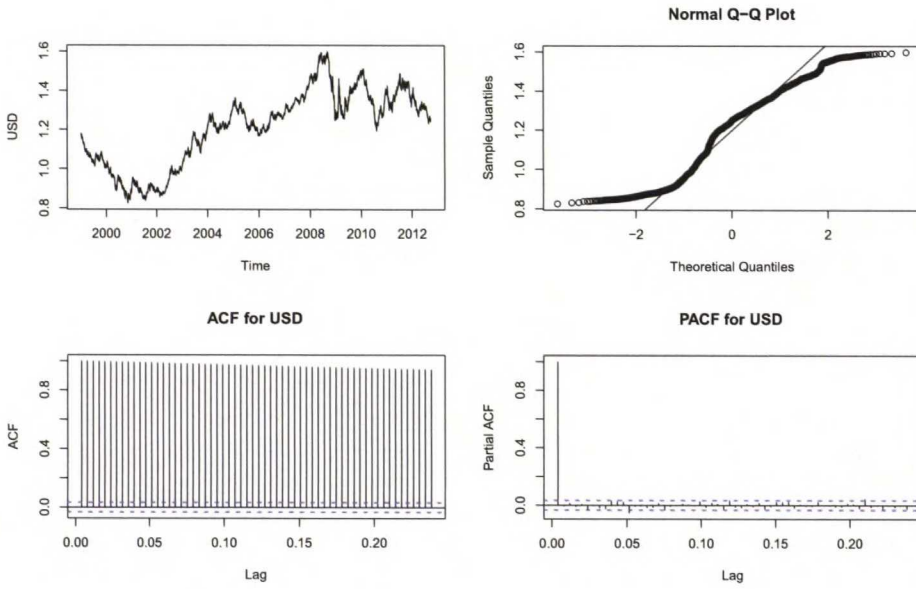 USD
1.6
1.4
1.2
1.0
0.8
2000 2002 2004 2006 2008 2010 2012
Time
Normal Q−Q Plot
Sample Quantiles
1.6
1.4
1.2
1.0
0.8
−2 0 2
Theoretical Quantiles
ACF for USD
ACF
0.8
0.4
0.0
0.00 0.05 0.10 0.15 0.20
Lag
PACF for USD
Partial ACF
0.8
0.4
0.0
0.00 0.05 0.10 0.15 0.20
Lag